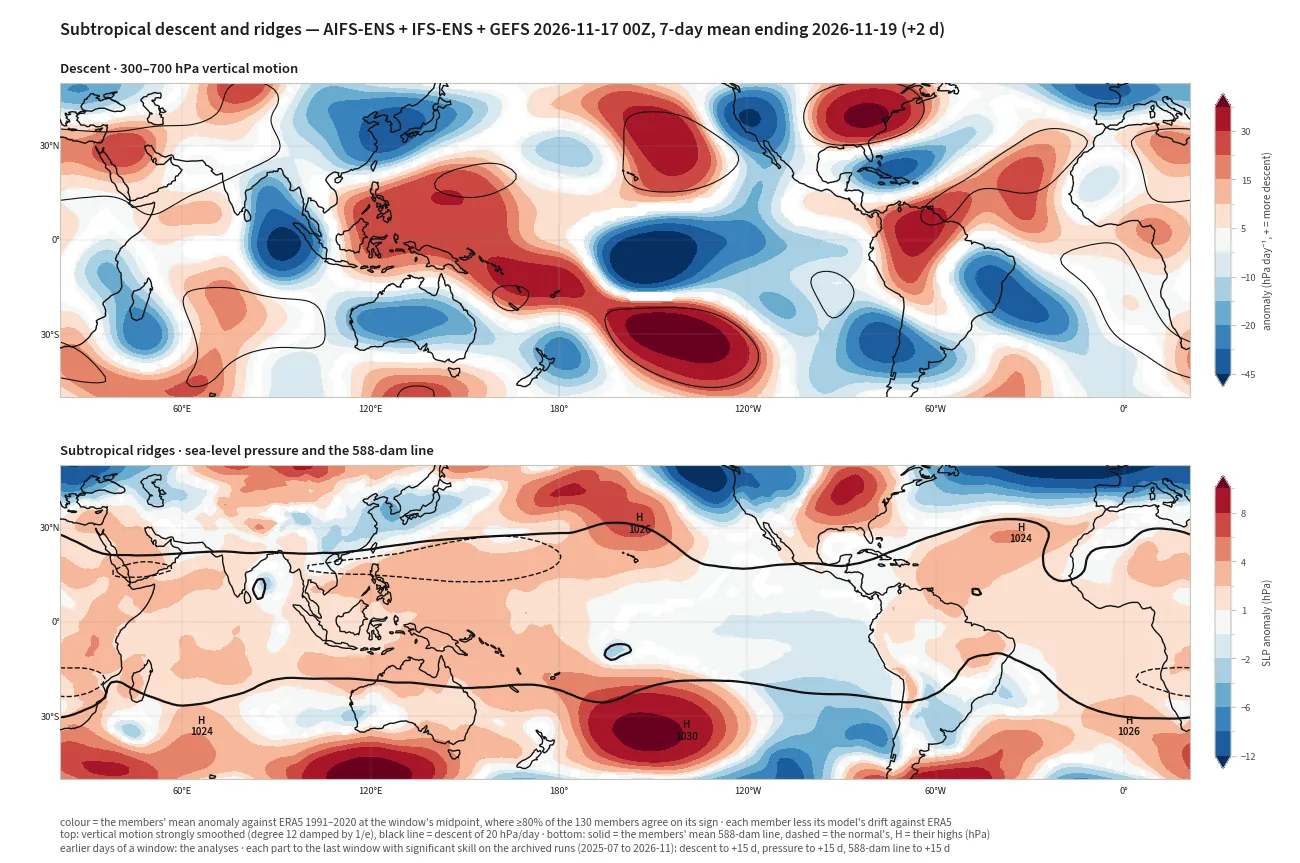 Subtropical descent and ridges — AIFS-ENS + IFS-ENS + GEFS 2026-11-17 00Z, 7-day mean ending 2026-11-19 (+2 d)
Descent · 300–700 hPa vertical motion
30°N
0°
30°S
60°E
120°E
180°
120°W
60°W
0°
30
15
5
−10
−20
−45
anomaly (hPa day⁻¹, + = more descent)
Subtropical ridges · sea-level pressure and the 588-dam line
30°N
0°
30°S
H
1026
H
1024
H
1024
H
1030
H
1026
60°E
120°E
180°
120°W
60°W
0°
8
4
1
−2
−6
−12
SLP anomaly (hPa)
colour = the members' mean anomaly against ERA5 1991–2020 at the window's midpoint, where ≥80% of the 130 members agree on its sign · each member less its model's drift against ERA5
top: vertical motion strongly smoothed (degree 12 damped by 1/e), black line = descent of 20 hPa/day · bottom: solid = the members' mean 588-dam line, dashed = the normal's, H = their highs (hPa)
earlier days of a window: the analyses · each part to the last window with significant skill on the archived runs (2025-07 to 2026-11): descent to +15 d, pressure to +15 d, 588-dam line to +15 d